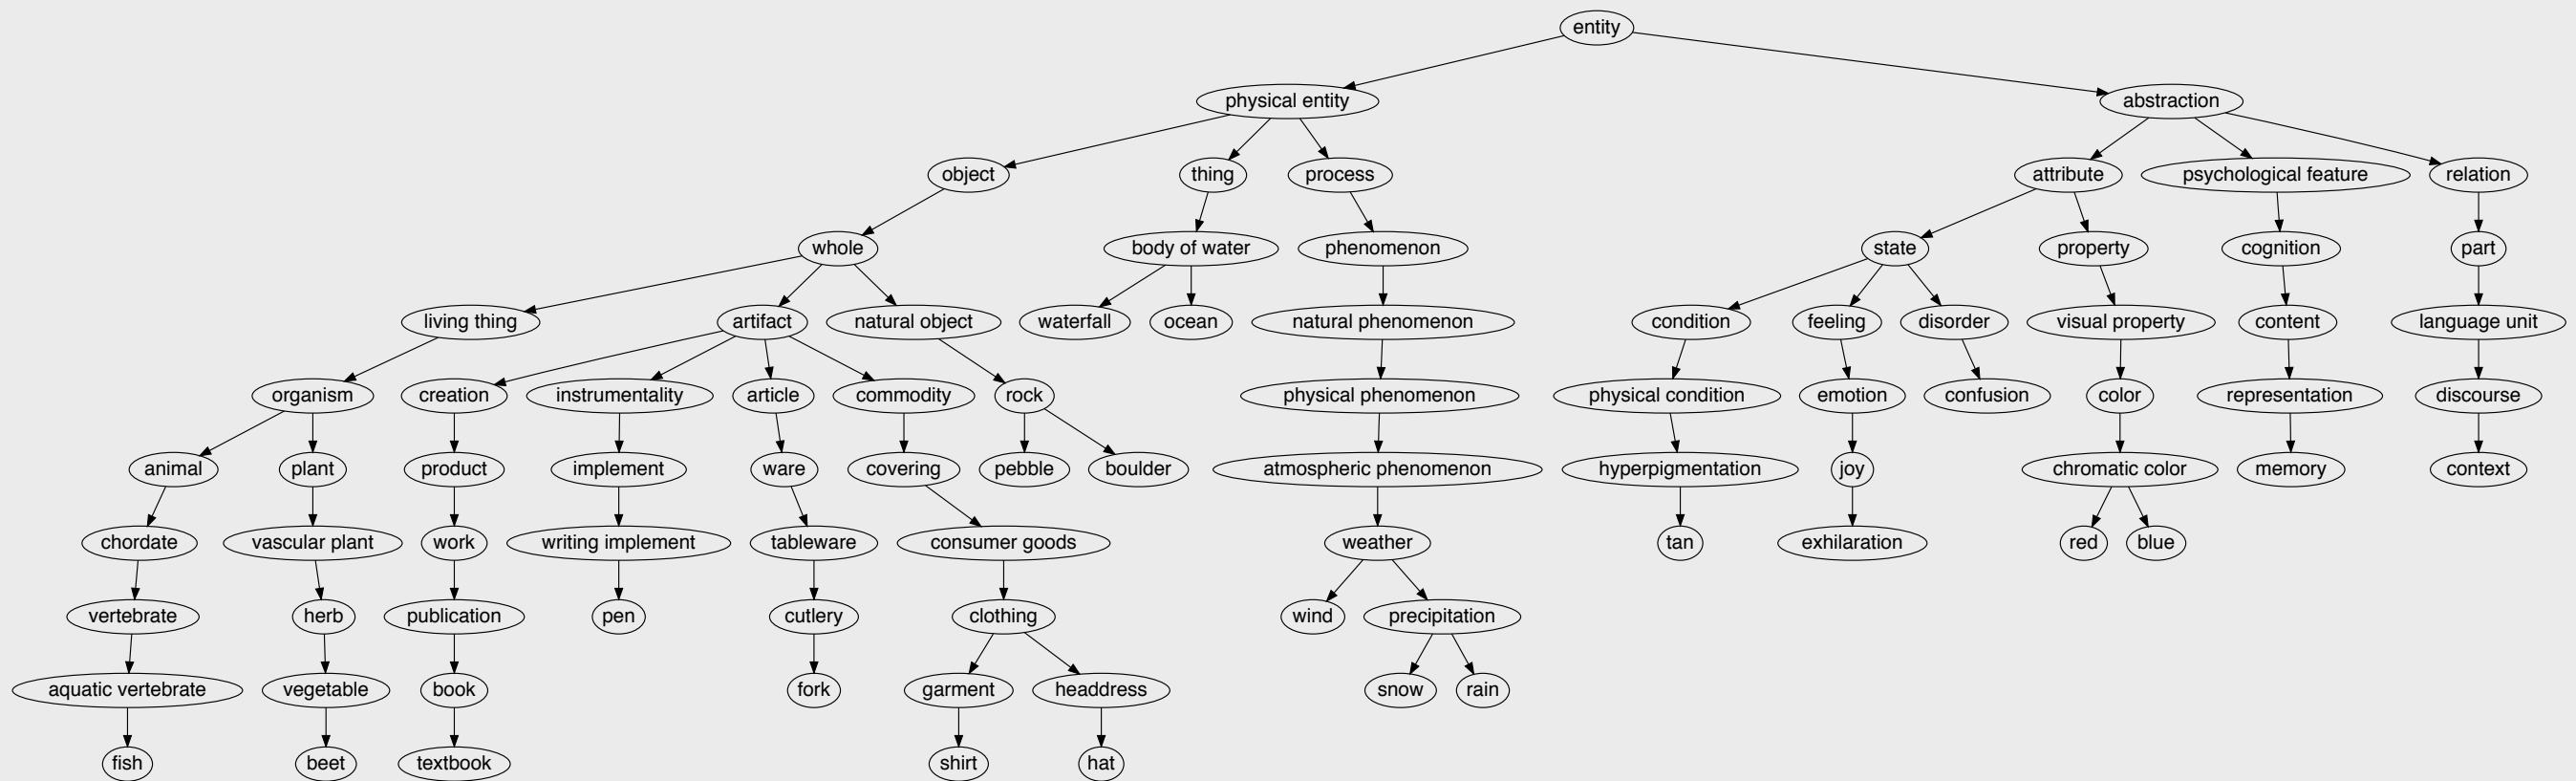 entity
physical entity
abstraction
object
thing
process
attribute
psychological feature
relation
whole
body of water
phenomenon
state
property
cognition
part
living thing
artifact
natural object
waterfall
ocean
natural phenomenon
condition
feeling
disorder
visual property
content
language unit
organism
creation
instrumentality
article
commodity
rock
physical phenomenon
physical condition
emotion
confusion
color
representation
discourse
animal
plant
product
implement
ware
covering
pebble
boulder
atmospheric phenomenon
hyperpigmentation
joy
chromatic color
memory
context
chordate
vascular plant
work
writing implement
tableware
consumer goods
weather
tan
exhilaration
red
blue
vertebrate
herb
publication
pen
cutlery
clothing
wind
precipitation
aquatic vertebrate
vegetable
book
fork
garment
headdress
snow
rain
fish
beet
textbook
shirt
hat